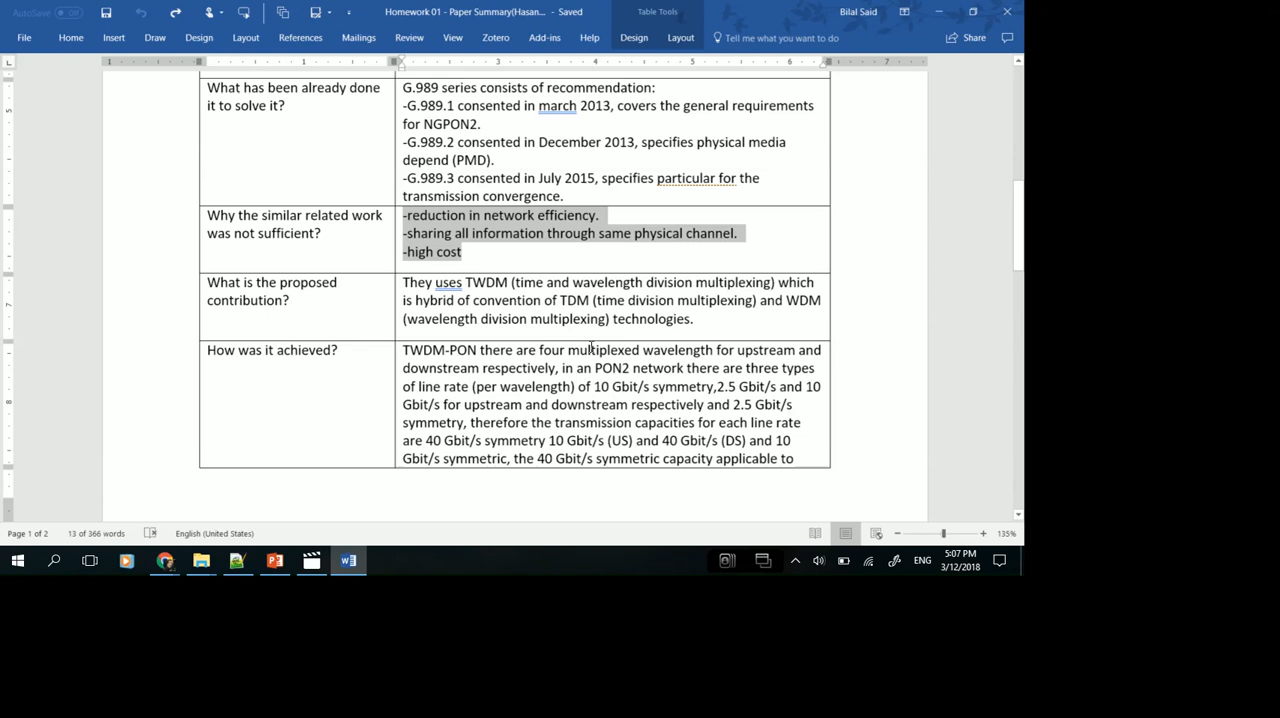 AutoSave Off
Homework 01 - Paper Summary(Hasan... - Saved
Table Tools
Bilal Said
File Home Insert Draw Design Layout References Mailings Review View Zotero Add-ins Help Design Layout Tell me what you want to do Share
1 1 3 4 5 6 7
What has been already done
it to solve it?
G.989 series consists of recommendation:
-G.989.1 consented in march 2013, covers the general requirements
for NGPON2.
-G.989.2 consented in December 2013, specifies physical media
depend (PMD).
-G.989.3 consented in July 2015, specifies particular for the
transmission convergence.
Why the similar related work
was not sufficient?
-reduction in network efficiency.
-sharing all information through same physical channel.
-high cost
What is the proposed
contribution?
They uses TWDM (time and wavelength division multiplexing) which
is hybrid of convention of TDM (time division multiplexing) and WDM
(wavelength division multiplexing) technologies.
How was it achieved?
TWDM-PON there are four multiplexed wavelength for upstream and
downstream respectively, in an PON2 network there are three types
of line rate (per wavelength) of 10 Gbit/s symmetry,2.5 Gbit/s and 10
Gbit/s for upstream and downstream respectively and 2.5 Gbit/s
symmetry, therefore the transmission capacities for each line rate
are 40 Gbit/s symmetry 10 Gbit/s (US) and 40 Gbit/s (DS) and 10
Gbit/s symmetric, the 40 Gbit/s symmetric capacity applicable to
Page 1 of 2 13 of 366 words English (United States) 135%
ENG
5:07 PM
3/12/2018